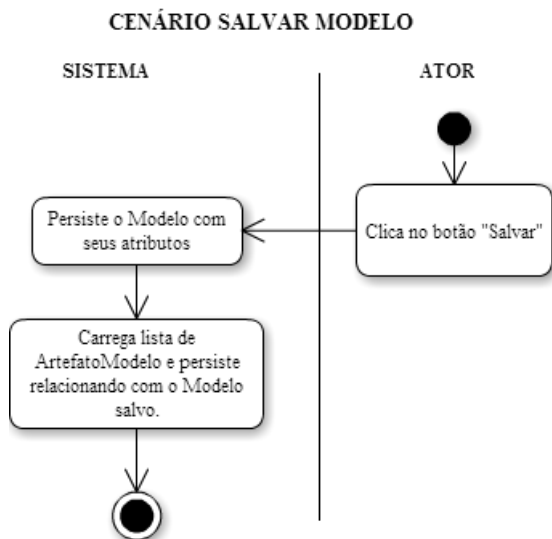 CENÁRIO SALVAR MODELO
SISTEMA
ATOR
Clica no botão "Salvar"
Persiste o Modelo com
seus atributos
Carrega lista de
ArtefatoModelo e persiste
relacionando com o Modelo
salvo.